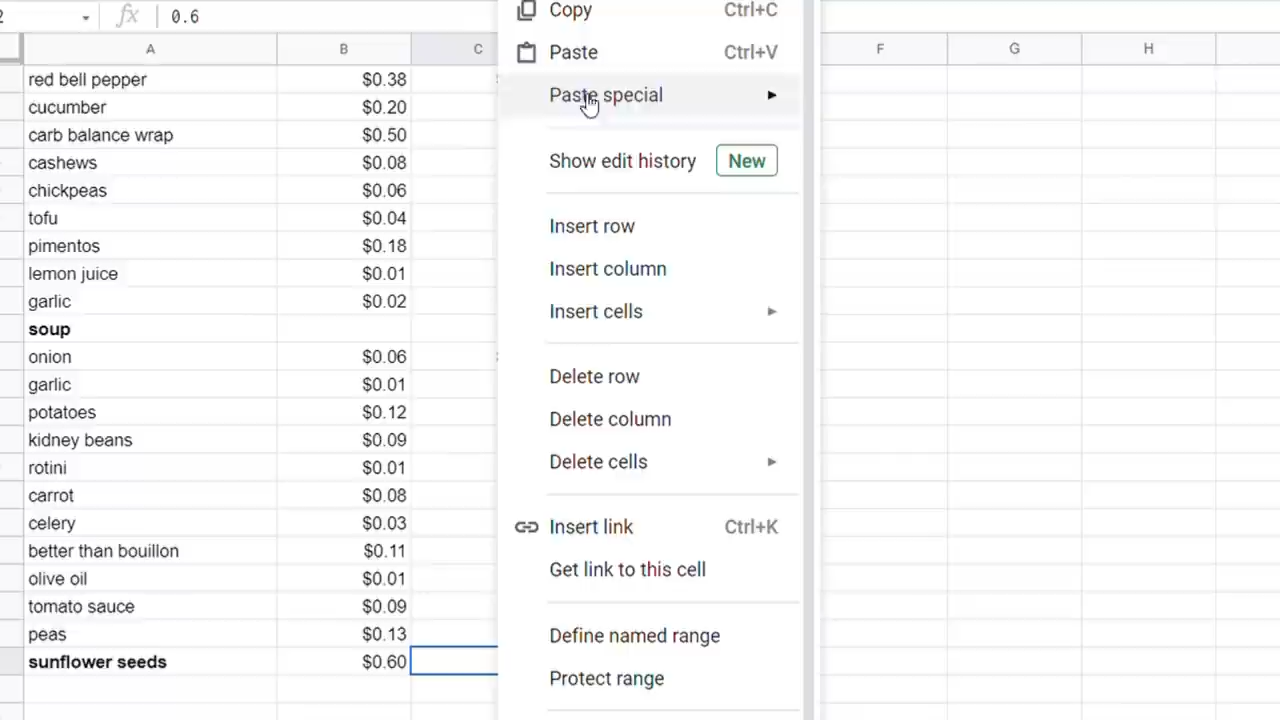 2 fx 0.6
A B C F G H
red bell pepper $0.38
cucumber $0.20
carb balance wrap $0.50
cashews $0.08
chickpeas $0.06
tofu $0.04
pimentos $0.18
lemon juice $0.01
garlic $0.02
soup
onion $0.06
garlic $0.01
potatoes $0.12
kidney beans $0.09
rotini $0.01
carrot $0.08
celery $0.03
better than bouillon $0.11
olive oil $0.01
tomato sauce $0.09
peas $0.13
sunflower seeds $0.60
Copy Ctrl+C
Paste Ctrl+V
Paste special
Show edit history New
Insert row
Insert column
Insert cells
Delete row
Delete column
Delete cells
Insert link Ctrl+K
Get link to this cell
Define named range
Protect range